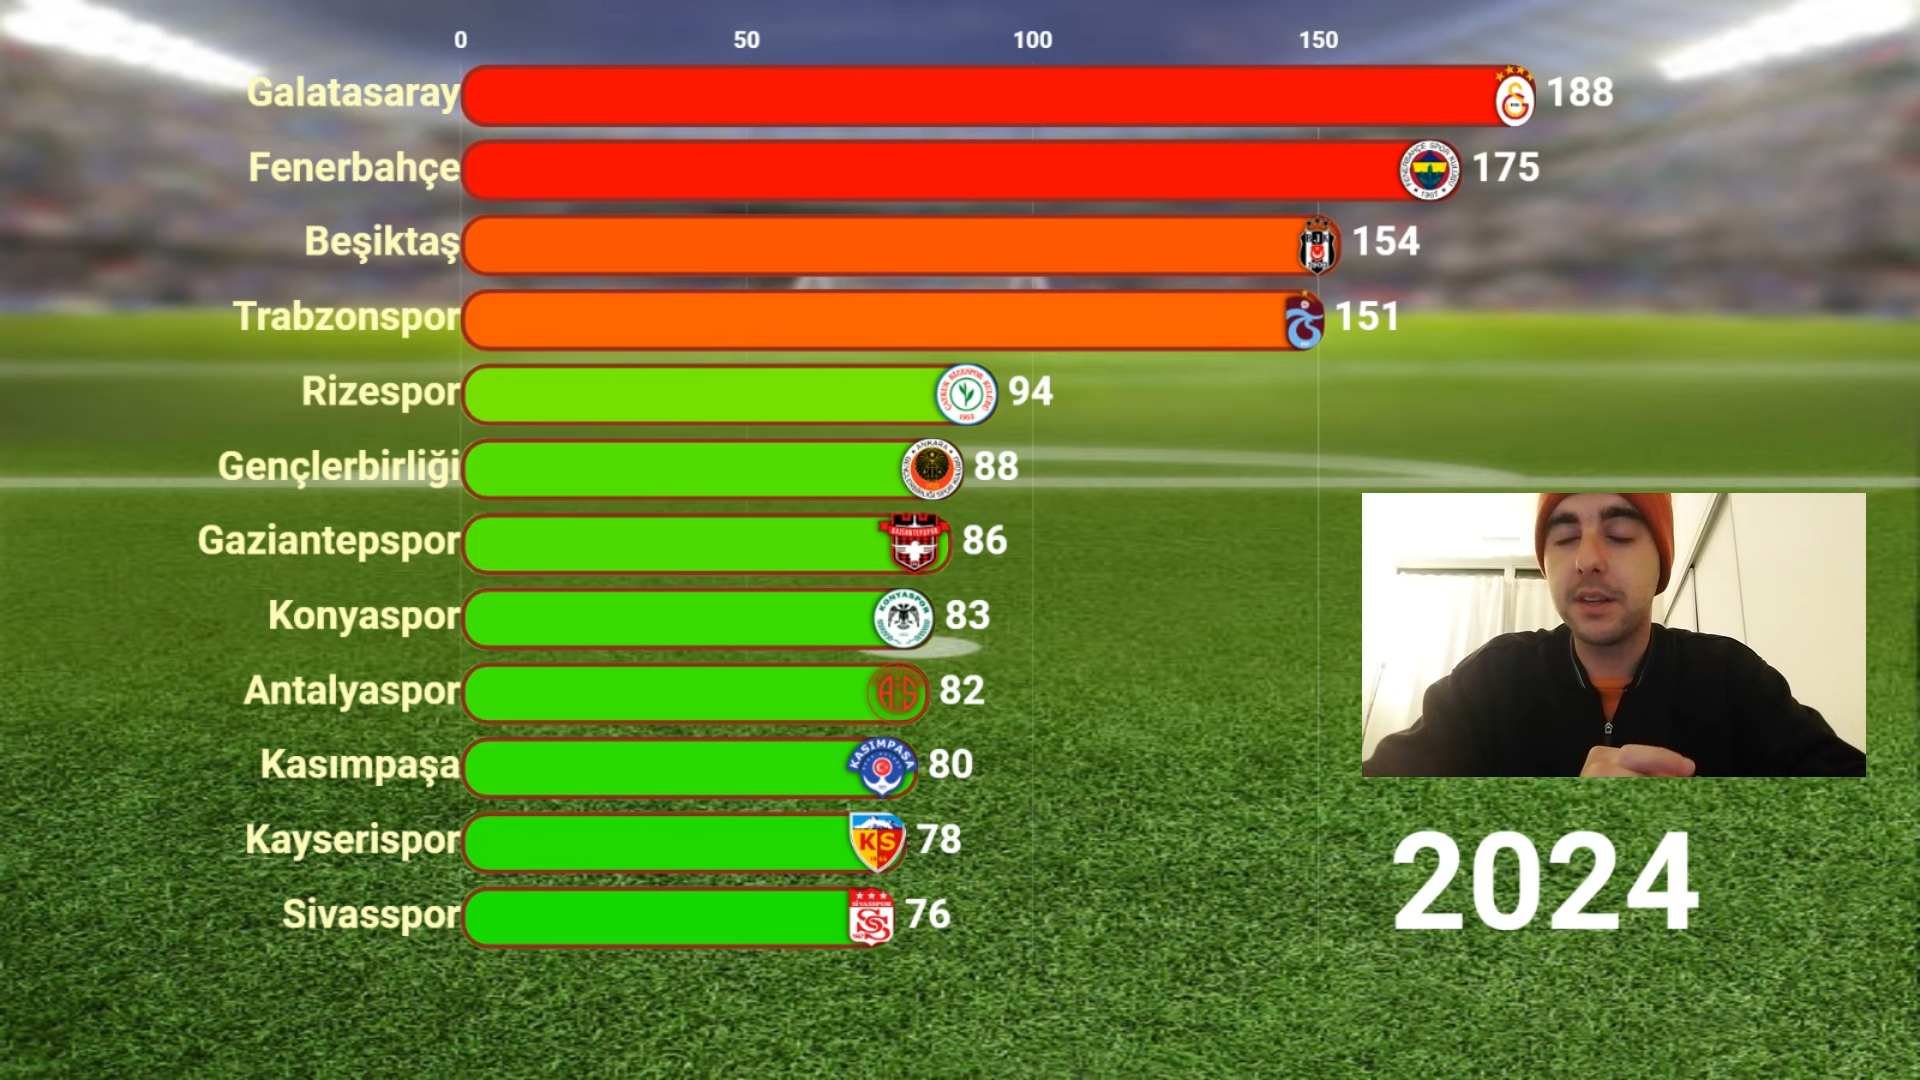 0 50 100 150
Galatasaray 188
Fenerbahçe 175
Beşiktaş 154
Trabzonspor 151
Rizespor 94
Gençlerbirliği 88
Gaziantepspor 86
Konyaspor 83
Antalyaspor 82
Kasımpaşa 80
Kayserispor 78
Sivasspor 76
2024